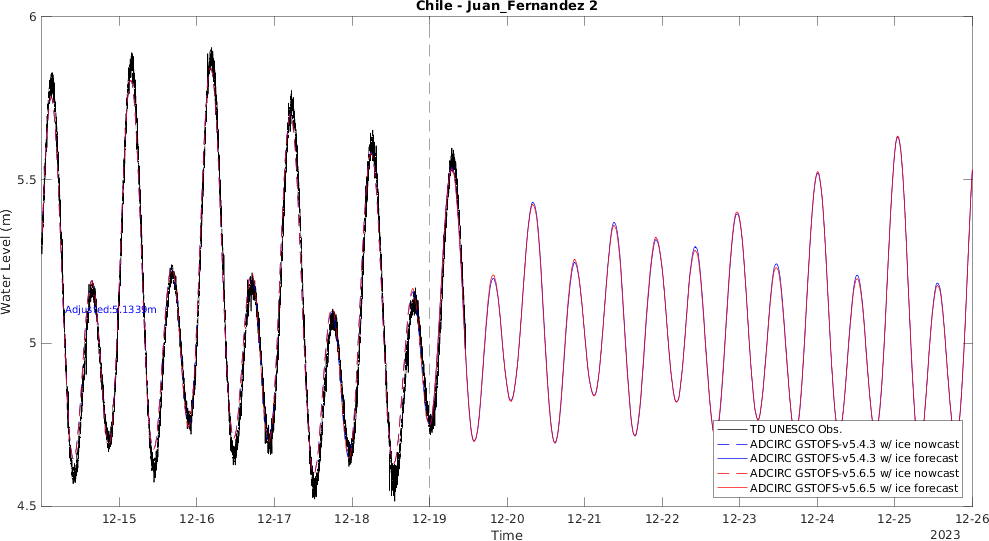 Chile - Juan_Fernandez 2
Water Level (m)
6
5.5
5
4.5
Adjusted:5.1339m
TD UNESCO Obs.
ADCIRC GSTOFS-v5.4.3 w/ ice nowcast
ADCIRC GSTOFS-v5.4.3 w/ ice forecast
ADCIRC GSTOFS-v5.6.5 w/ ice nowcast
ADCIRC GSTOFS-v5.6.5 w/ ice forecast
12-15 12-16 12-17 12-18 12-19 12-20 12-21 12-22 12-23 12-24 12-25 12-26
Time
2023